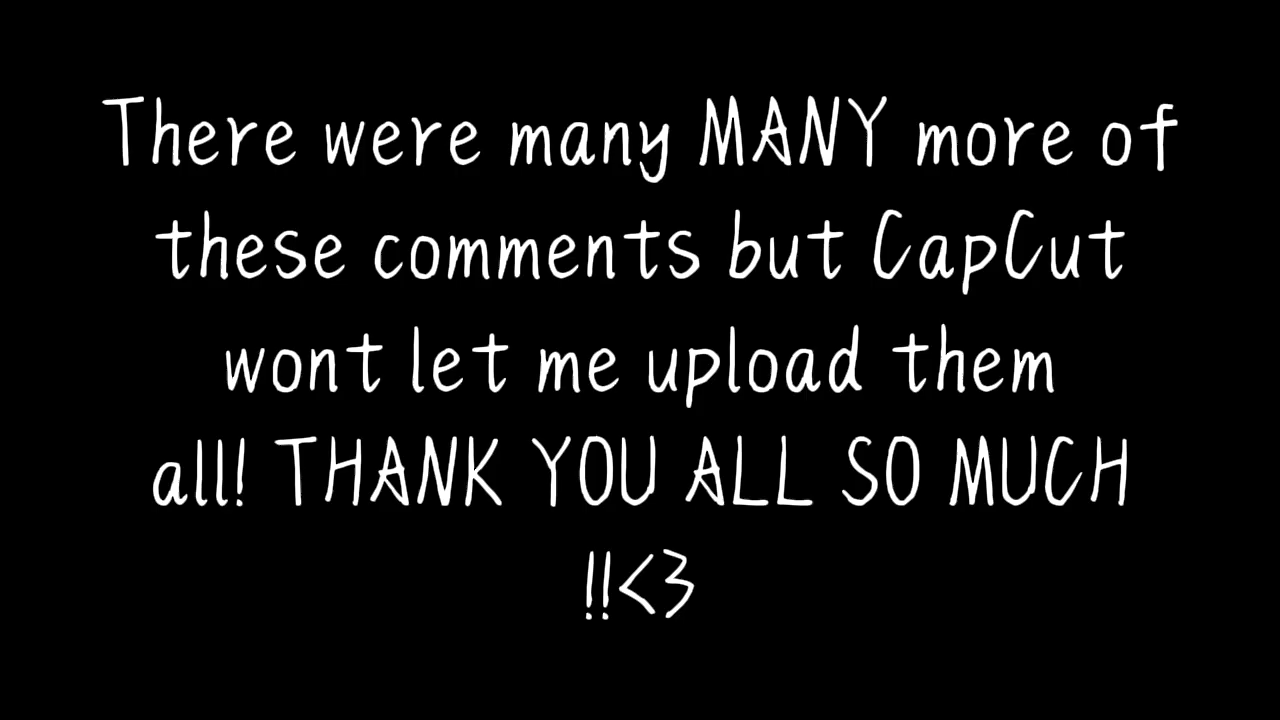 There were many MANY more of
these comments but CapCut
wont let me upload them
all! THANK YOU ALL SO MUCH
!!<3